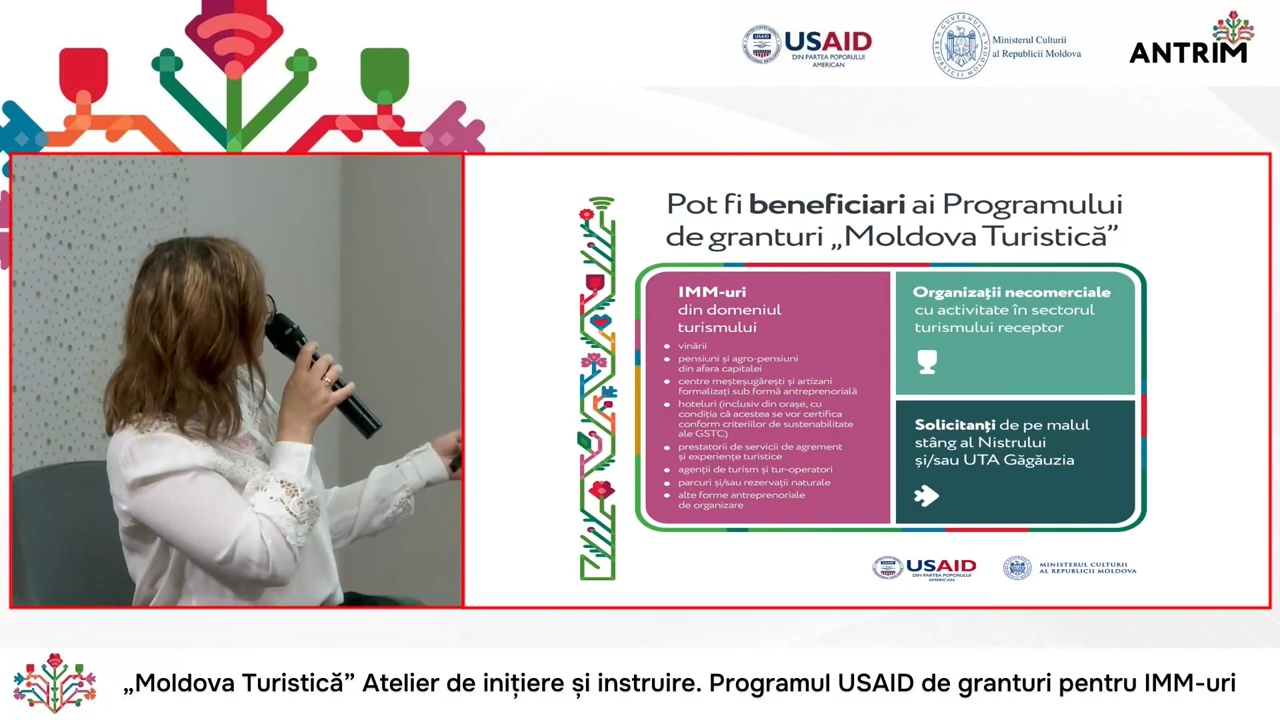 USAID
DIN PARTEA POPORULUI
AMERICAN
Ministerul Culturii
al Republicii Moldova
ANTRIM
Pot fi beneficiari ai Programului
de granturi „Moldova Turistică”
IMM-uri
din domeniul
turismului
• vinării
• pensiuni și agro-pensiuni
din afara capitalei
• centre meșteșugărești și artizani
formalizați sub formă antreprenorială
• hoteluri (inclusiv din orașe, cu
condiția că acestea se vor certifica
conform criteriilor de sustenabilitate
ale GSTC)
• prestatorii de servicii de agrement
și experiențe turistice
• agenții de turism și tur-operatori
• parcuri și/sau rezervații naturale
• alte forme antreprenoriale
de organizare
Organizații necomerciale
cu activitate în sectorul
turismului receptor
Solicitanți de pe malul
stâng al Nistrului
și/sau UTA Găgăuzia
USAID
DIN PARTEA POPORULUI
AMERICAN
MINISTERUL CULTURII
AL REPUBLICII MOLDOVA
„Moldova Turistică” Atelier de inițiere și instruire. Programul USAID de granturi pentru IMM-uri